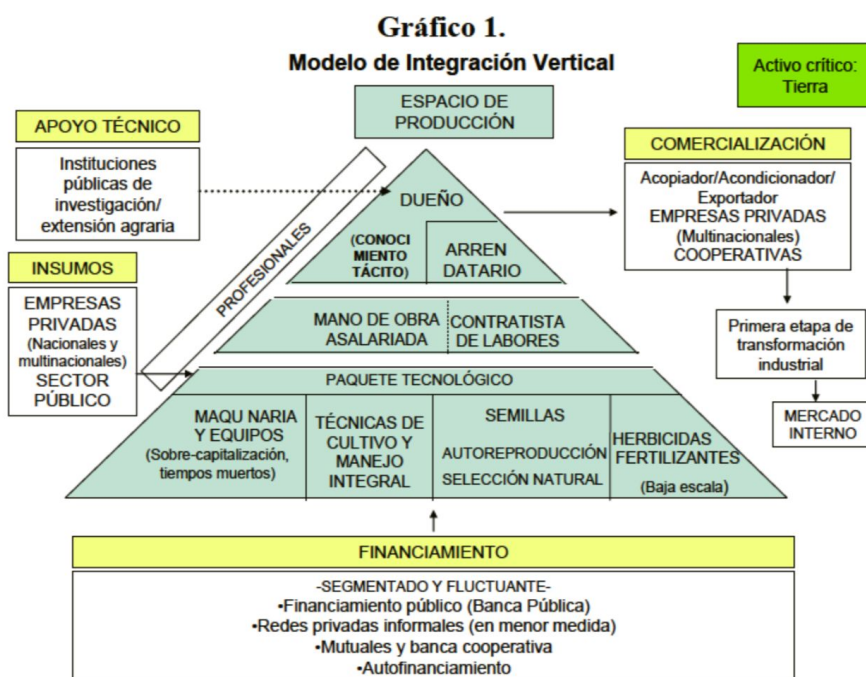 Gráfico 1.
Modelo de Integración Vertical
Activo crítico:
Tierra
ESPACIO DE
PRODUCCIÓN
APOYO TÉCNICO
Instituciones
públicas de
investigación/
extensión agraria
COMERCIALIZACIÓN
Acopiador/Acondicionador/
Exportador
EMPRESAS PRIVADAS
(Multinacionales)
COOPERATIVAS
PROFESIONALES
DUEÑO
(CONOCI
MIENTO
TÁCITO)
ARREN
DATARIO
INSUMOS
EMPRESAS
PRIVADAS
(Nacionales y
multinacionales)
SECTOR
PÚBLICO
MANO DE OBRA
ASALARIADA
CONTRATISTA
DE LABORES
Primera etapa de
transformación
industrial
MERCADO
INTERNO
PAQUETE TECNOLÓGICO
MAQU NARIA
Y EQUIPOS
(Sobre-capitalización,
tiempos muertos)
TÉCNICAS DE
CULTIVO Y
MANEJO
INTEGRAL
SEMILLAS
AUTOREPRODUCCIÓN
SELECCIÓN NATURAL
HERBICIDAS
FERTILIZANTES
(Baja escala)
FINANCIAMIENTO
-SEGMENTADO Y FLUCTUANTE-
•Financiamiento público (Banca Pública)
•Redes privadas informales (en menor medida)
•Mutuales y banca cooperativa
•Autofinanciamiento